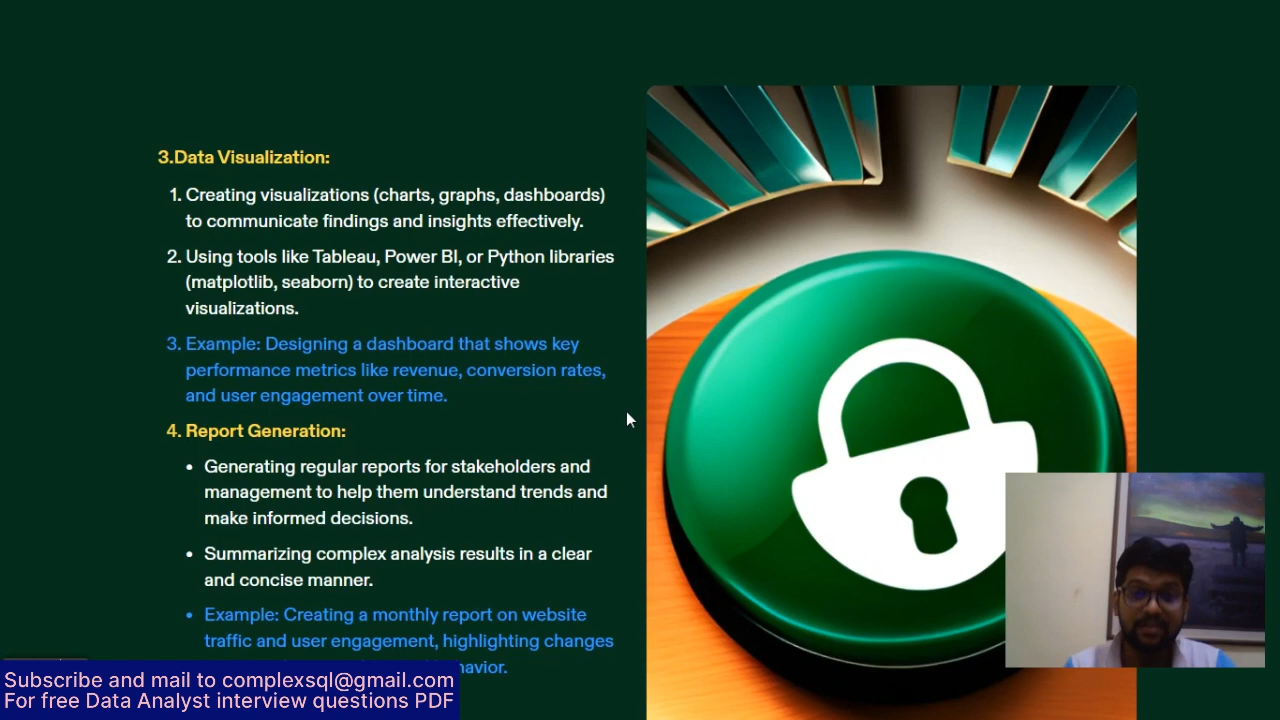 3.Data Visualization:
1. Creating visualizations (charts, graphs, dashboards)
to communicate findings and insights effectively.
2. Using tools like Tableau, Power BI, or Python libraries
(matplotlib, seaborn) to create interactive
visualizations.
3. Example: Designing a dashboard that shows key
performance metrics like revenue, conversion rates,
and user engagement over time.
4. Report Generation:
• Generating regular reports for stakeholders and
management to help them understand trends and
make informed decisions.
• Summarizing complex analysis results in a clear
and concise manner.
• Example: Creating a monthly report on website
traffic and user engagement, highlighting changes
Subscribe and mail to complexsql@gmail.com
For free Data Analyst interview questions PDF